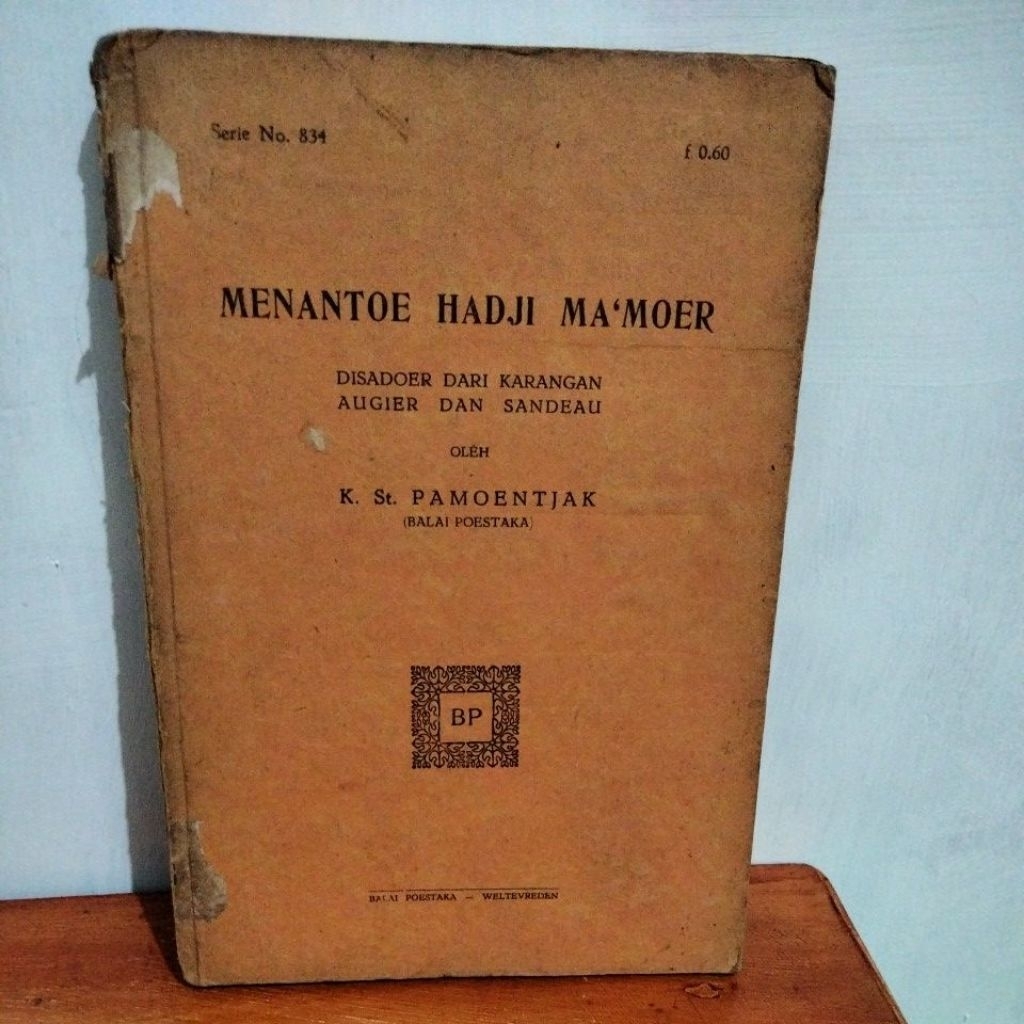 Serie No. 834
f 0.60
MENANTOE HADJI MA‘MOER
DISADOER DARI KARANGAN
AUGIER DAN SANDEAU
OLÉH
K. St. PAMOENTJAK
(BALAI POESTAKA)
BP
BALAI POESTAKA — WELTEVREDEN